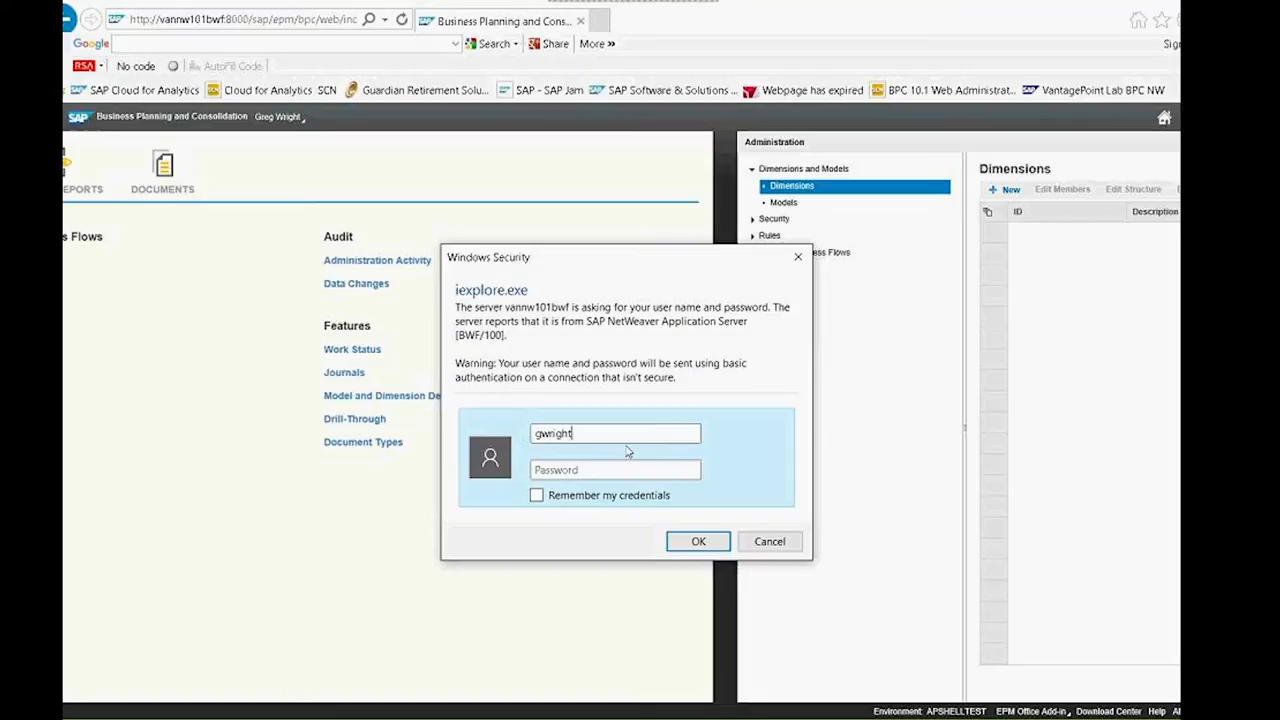 http://vannw101bwf:8000/sap/epm/bpc/web/inc
Business Planning and Cons...
Google
Search
Share
More »
Sig
RSA
No code
AutoFill Code
SAP Cloud for Analytics
Cloud for Analytics SCN
Guardian Retirement Solu...
SAP - SAP Jam
SAP Software & Solutions ...
Webpage has expired
BPC 10.1 Web Administrat...
VantagePoint Lab BPC NW
SAP Business Planning and Consolidation Greg Wright
EPORTS
DOCUMENTS
s Flows
Audit
Administration Activity
Data Changes
Features
Work Status
Journals
Model and Dimension De
Drill-Through
Document Types
Administration
Dimensions and Models
Dimensions
Models
Security
Rules
ess Flows
Dimensions
New
Edit Members
Edit Structure
ID
Description
Windows Security
iexplore.exe
The server vannw101bwf is asking for your user name and password. The
server reports that it is from SAP NetWeaver Application Server
[BWF/100].
Warning: Your user name and password will be sent using basic
authentication on a connection that isn't secure.
gwright
Password
Remember my credentials
OK
Cancel
Environment: APSHELLTEST EPM Office Add-in Download Center Help